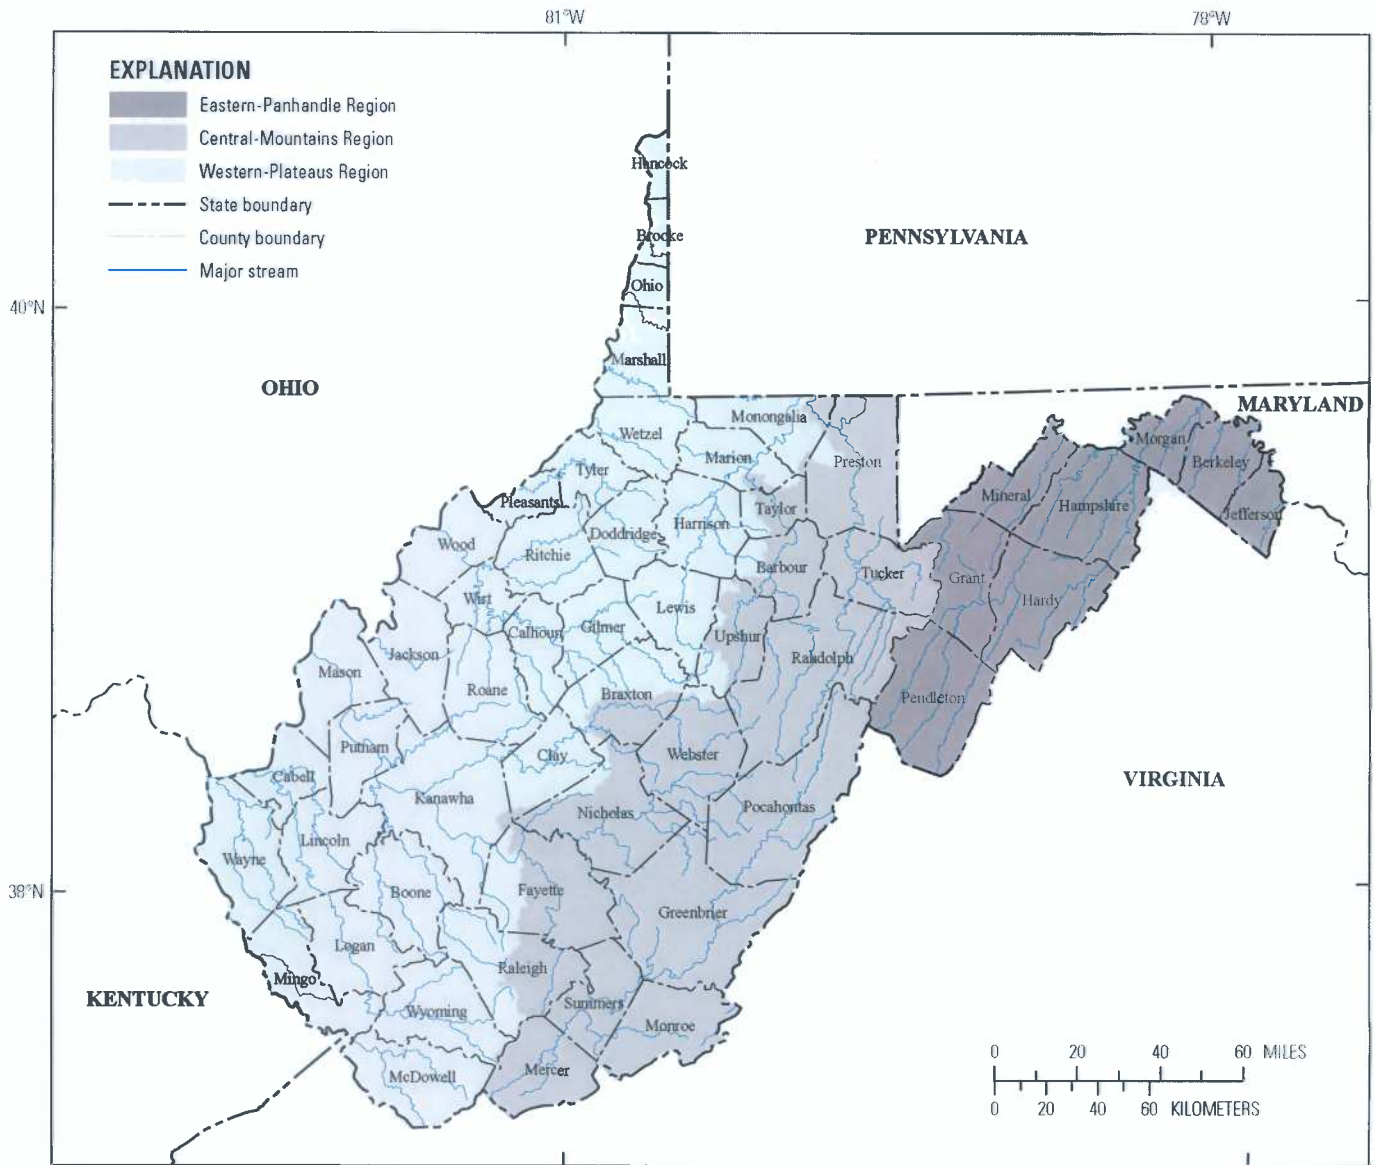 81°W
78°W
EXPLANATION
Eastern-Panhandle Region
Central-Mountains Region
Western-Plateaus Region
State boundary
County boundary
Major stream
Hancock
Brooke
PENNSYLVANIA
Ohio
40°N
Marshall
OHIO
MARYLAND
Monongalia
Wetzel
Morgan
Marion
Preston
Berkeley
Tyler
Mineral
Pleasants
Hampshire
Taylor
Jefferson
Harrison
Doddridge
Wood
Ritchie
Barbour
Tucker
Grant
Wirt
Hardy
Lewis
Gilmer
Calhoun
Upshur
Jackson
Randolph
Mason
Roane
Braxton
Pendleton
Putnam
Webster
Clay
Cabell
VIRGINIA
Kanawha
Pocahontas
Nicholas
Lincoln
Wayne
38°N
Boone
Fayette
Greenbrier
Logan
Raleigh
Mingo
KENTUCKY
Summers
Wyoming
Monroe
0 20 40 60 MILES
Mercer
McDowell
0 20 40 60 KILOMETERS